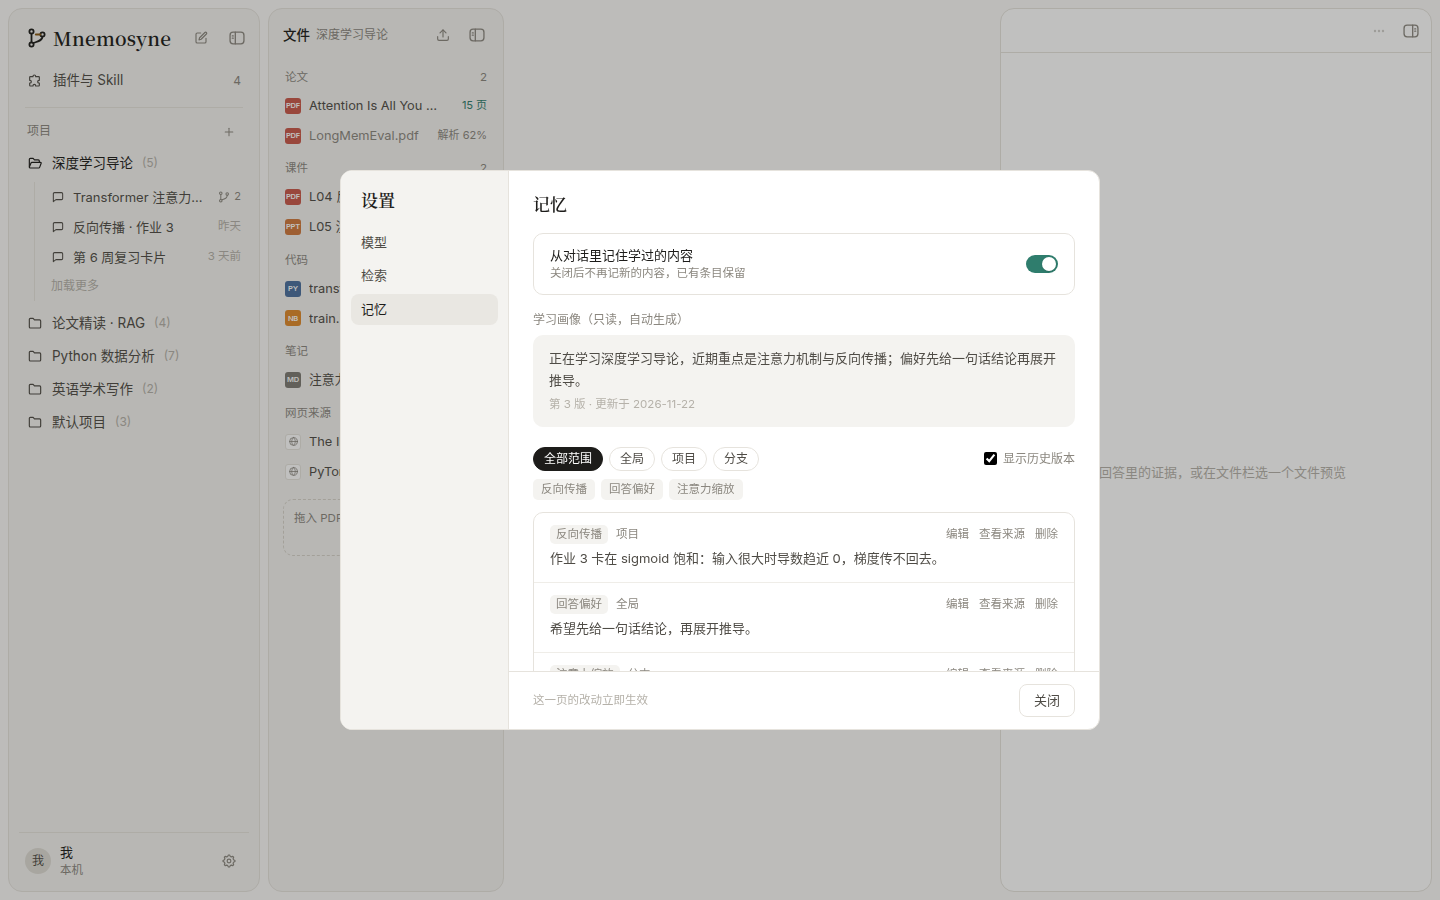 Mnemosyne
插件与 Skill 4
项目
深度学习导论 (5)
Transformer 注意力... 2
反向传播 · 作业 3 昨天
第 6 周复习卡片 3 天前
加载更多
论文精读 · RAG (4)
Python 数据分析 (7)
英语学术写作 (2)
默认项目 (3)
我 我
本机
文件 深度学习导论
论文 2
PDF Attention Is All You ... 15 页
PDF LongMemEval.pdf 解析 62%
课件 2
PDF L04
PPT L05
代码
PY trans
NB train.
笔记
MD 注意
网页来源
The I
PyTo
拖入 PDF
设置
模型
检索
记忆
记忆
从对话里记住学过的内容
关闭后不再记新的内容，已有条目保留
学习画像（只读，自动生成）
正在学习深度学习导论，近期重点是注意力机制与反向传播；偏好先给一句话结论再展开
推导。
第 3 版 · 更新于 2026-11-22
全部范围 全局 项目 分支 显示历史版本
反向传播 回答偏好 注意力缩放
反向传播 项目 编辑 查看来源 删除
作业 3 卡在 sigmoid 饱和：输入很大时导数趋近 0，梯度传不回去。
回答偏好 全局 编辑 查看来源 删除
希望先给一句话结论，再展开推导。
这一页的改动立即生效 关闭
回答里的证据，或在文件栏选一个文件预览